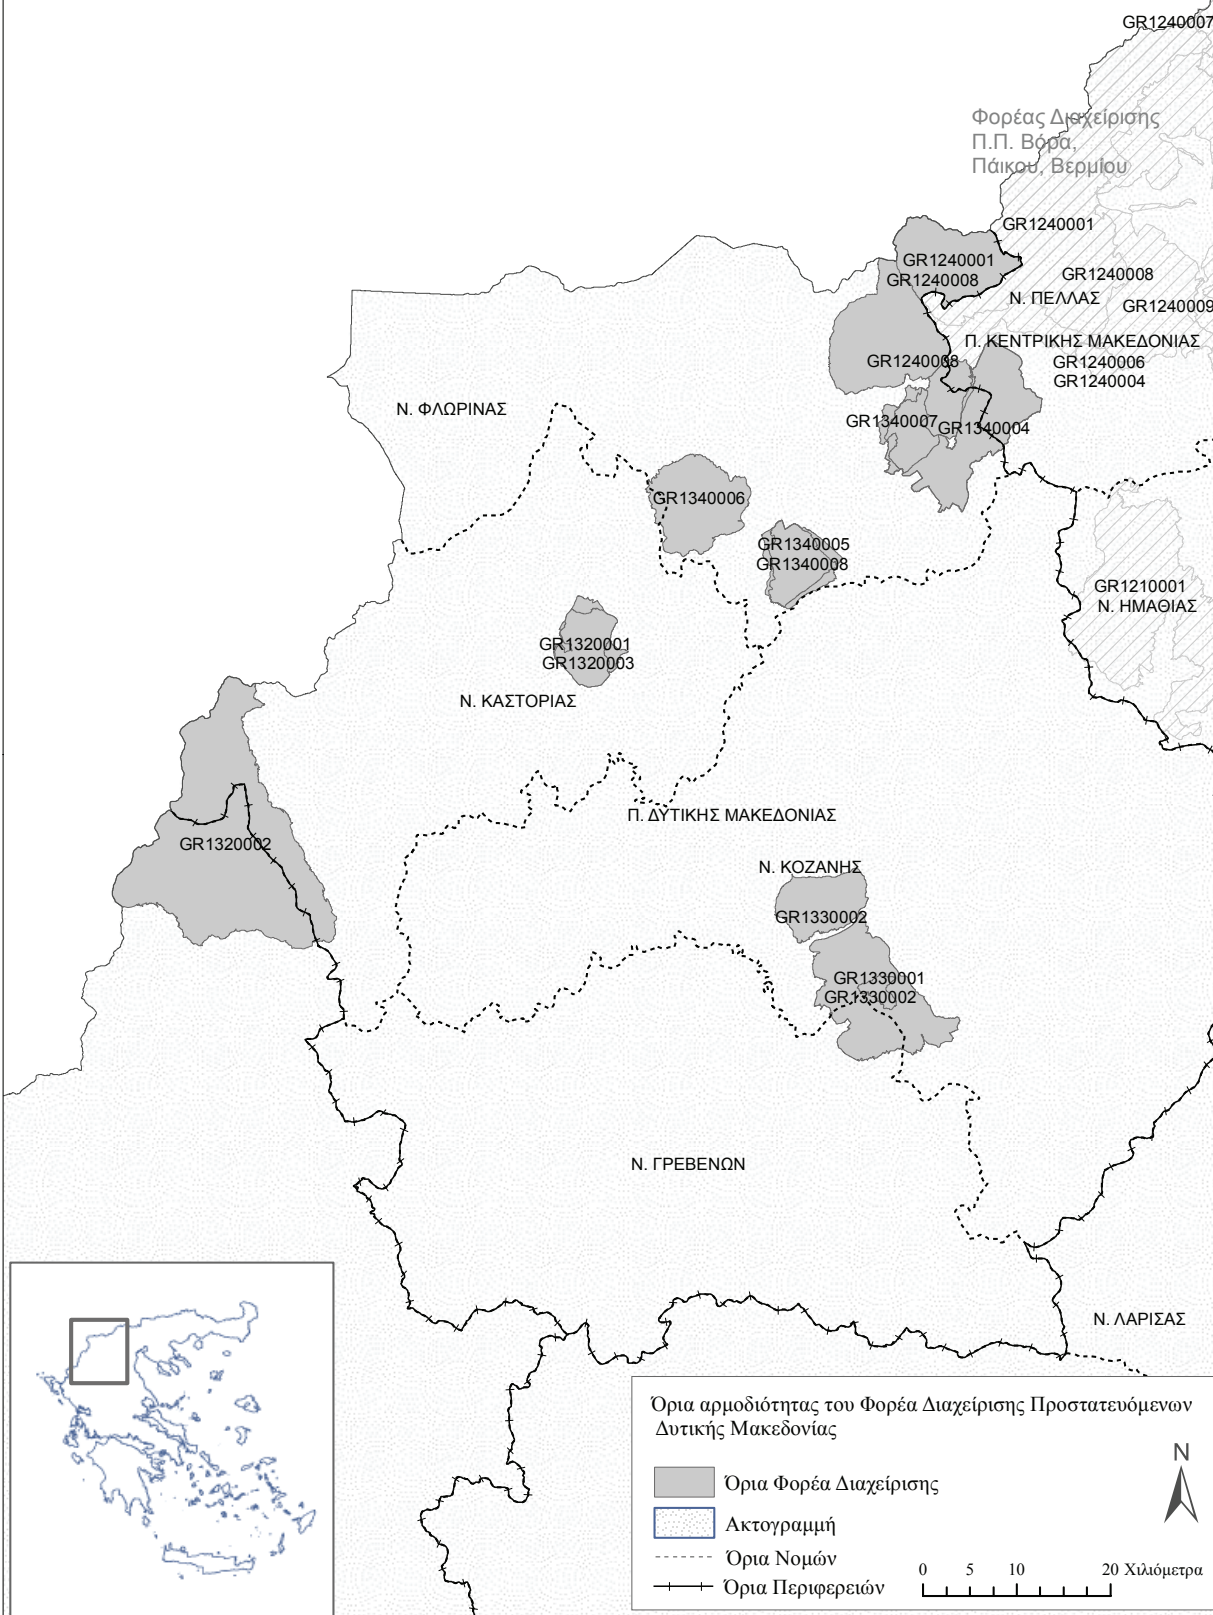 GR1240007
Φορέας Διαχείρισης
Π.Π. Βόρα,
Πάικου, Βερμίου
GR1240001
GR1240001
GR1240008
GR1240008
Ν. ΠΕΛΛΑΣ
GR1240009
Π. ΚΕΝΤΡΙΚΗΣ ΜΑΚΕΔΟΝΙΑΣ
GR1240008
GR1240006
GR1240004
Ν. ΦΛΩΡΙΝΑΣ
GR1340007
GR1340004
GR1340006
GR1340005
GR1340008
GR1210001
Ν. ΗΜΑΘΙΑΣ
GR1320001
GR1320003
Ν. ΚΑΣΤΟΡΙΑΣ
Π. ΔΥΤΙΚΗΣ ΜΑΚΕΔΟΝΙΑΣ
GR1320002
Ν. ΚΟΖΑΝΗΣ
GR1330002
GR1330001
GR1330002
Ν. ΓΡΕΒΕΝΩΝ
Ν. ΛΑΡΙΣΑΣ
Όρια αρμοδιότητας του Φορέα Διαχείρισης Προστατευόμενων
Δυτικής Μακεδονίας
N
Όρια Φορέα Διαχείρισης
Ακτογραμμή
Όρια Νομών
Όρια Περιφερειών
0 5 10 20 Χιλιόμετρα